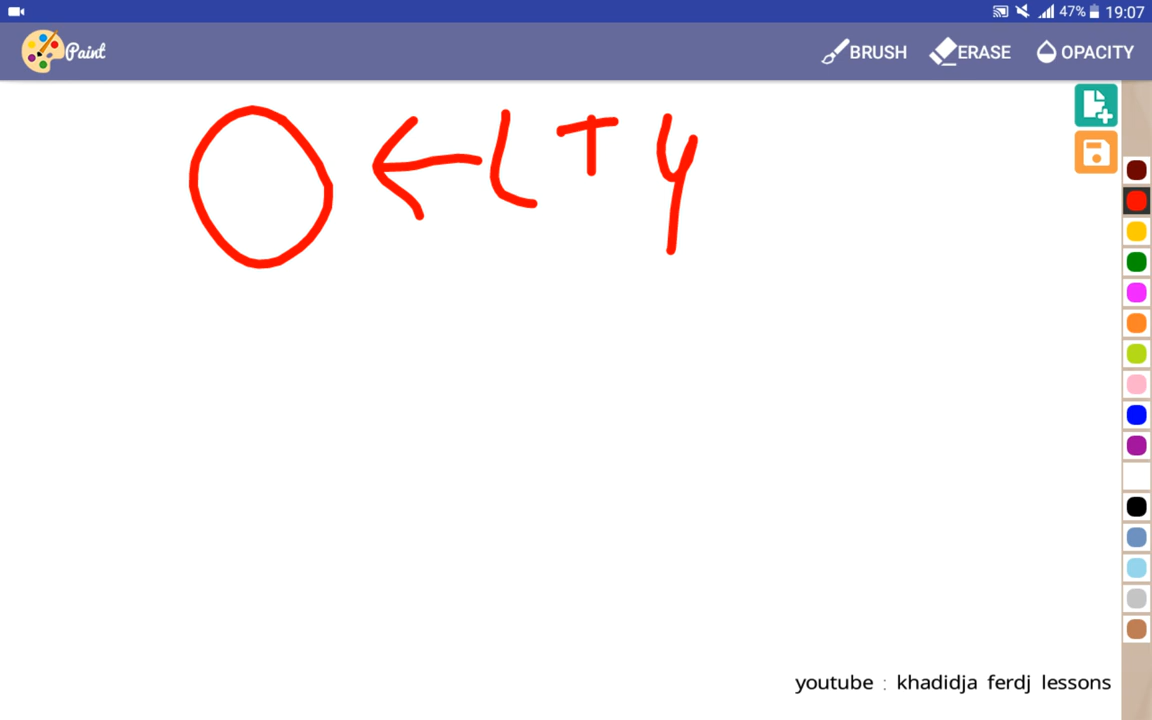 47% 19:07
Paint BRUSH ERASE OPACITY
O ← L T y
youtube : khadidja ferdj lessons